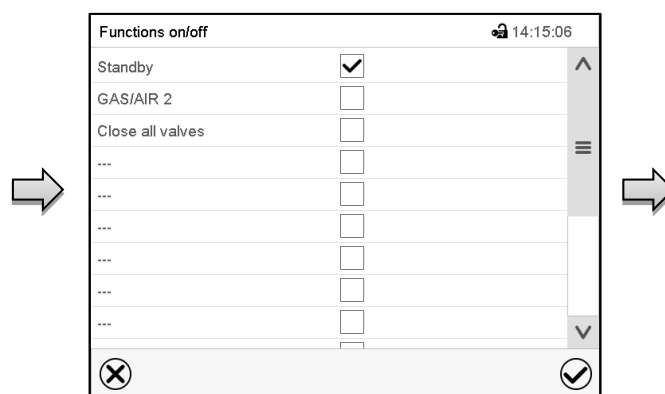 Functions on/off 14:15:06
Standby
GAS/AIR 2
Close all valves
---
---
---
---
---
---